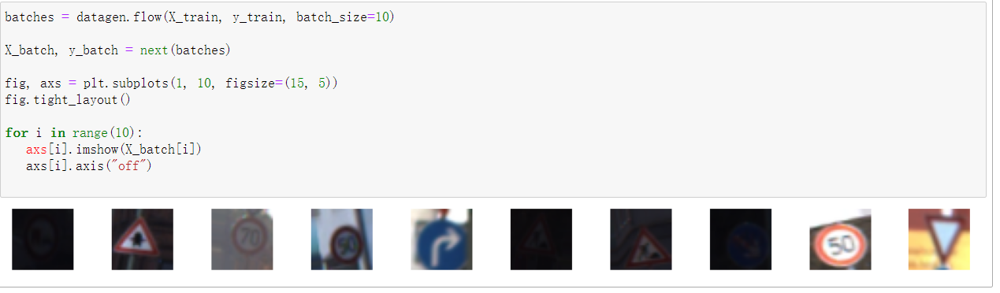 batches = datagen.flow(X_train, y_train, batch_size=10)
X_batch, y_batch = next(batches)
fig, axs = plt.subplots(1, 10, figsize=(15, 5))
fig.tight_layout()
for i in range(10):
axs[i].imshow(X_batch[i])
axs[i].axis("off")
70
50